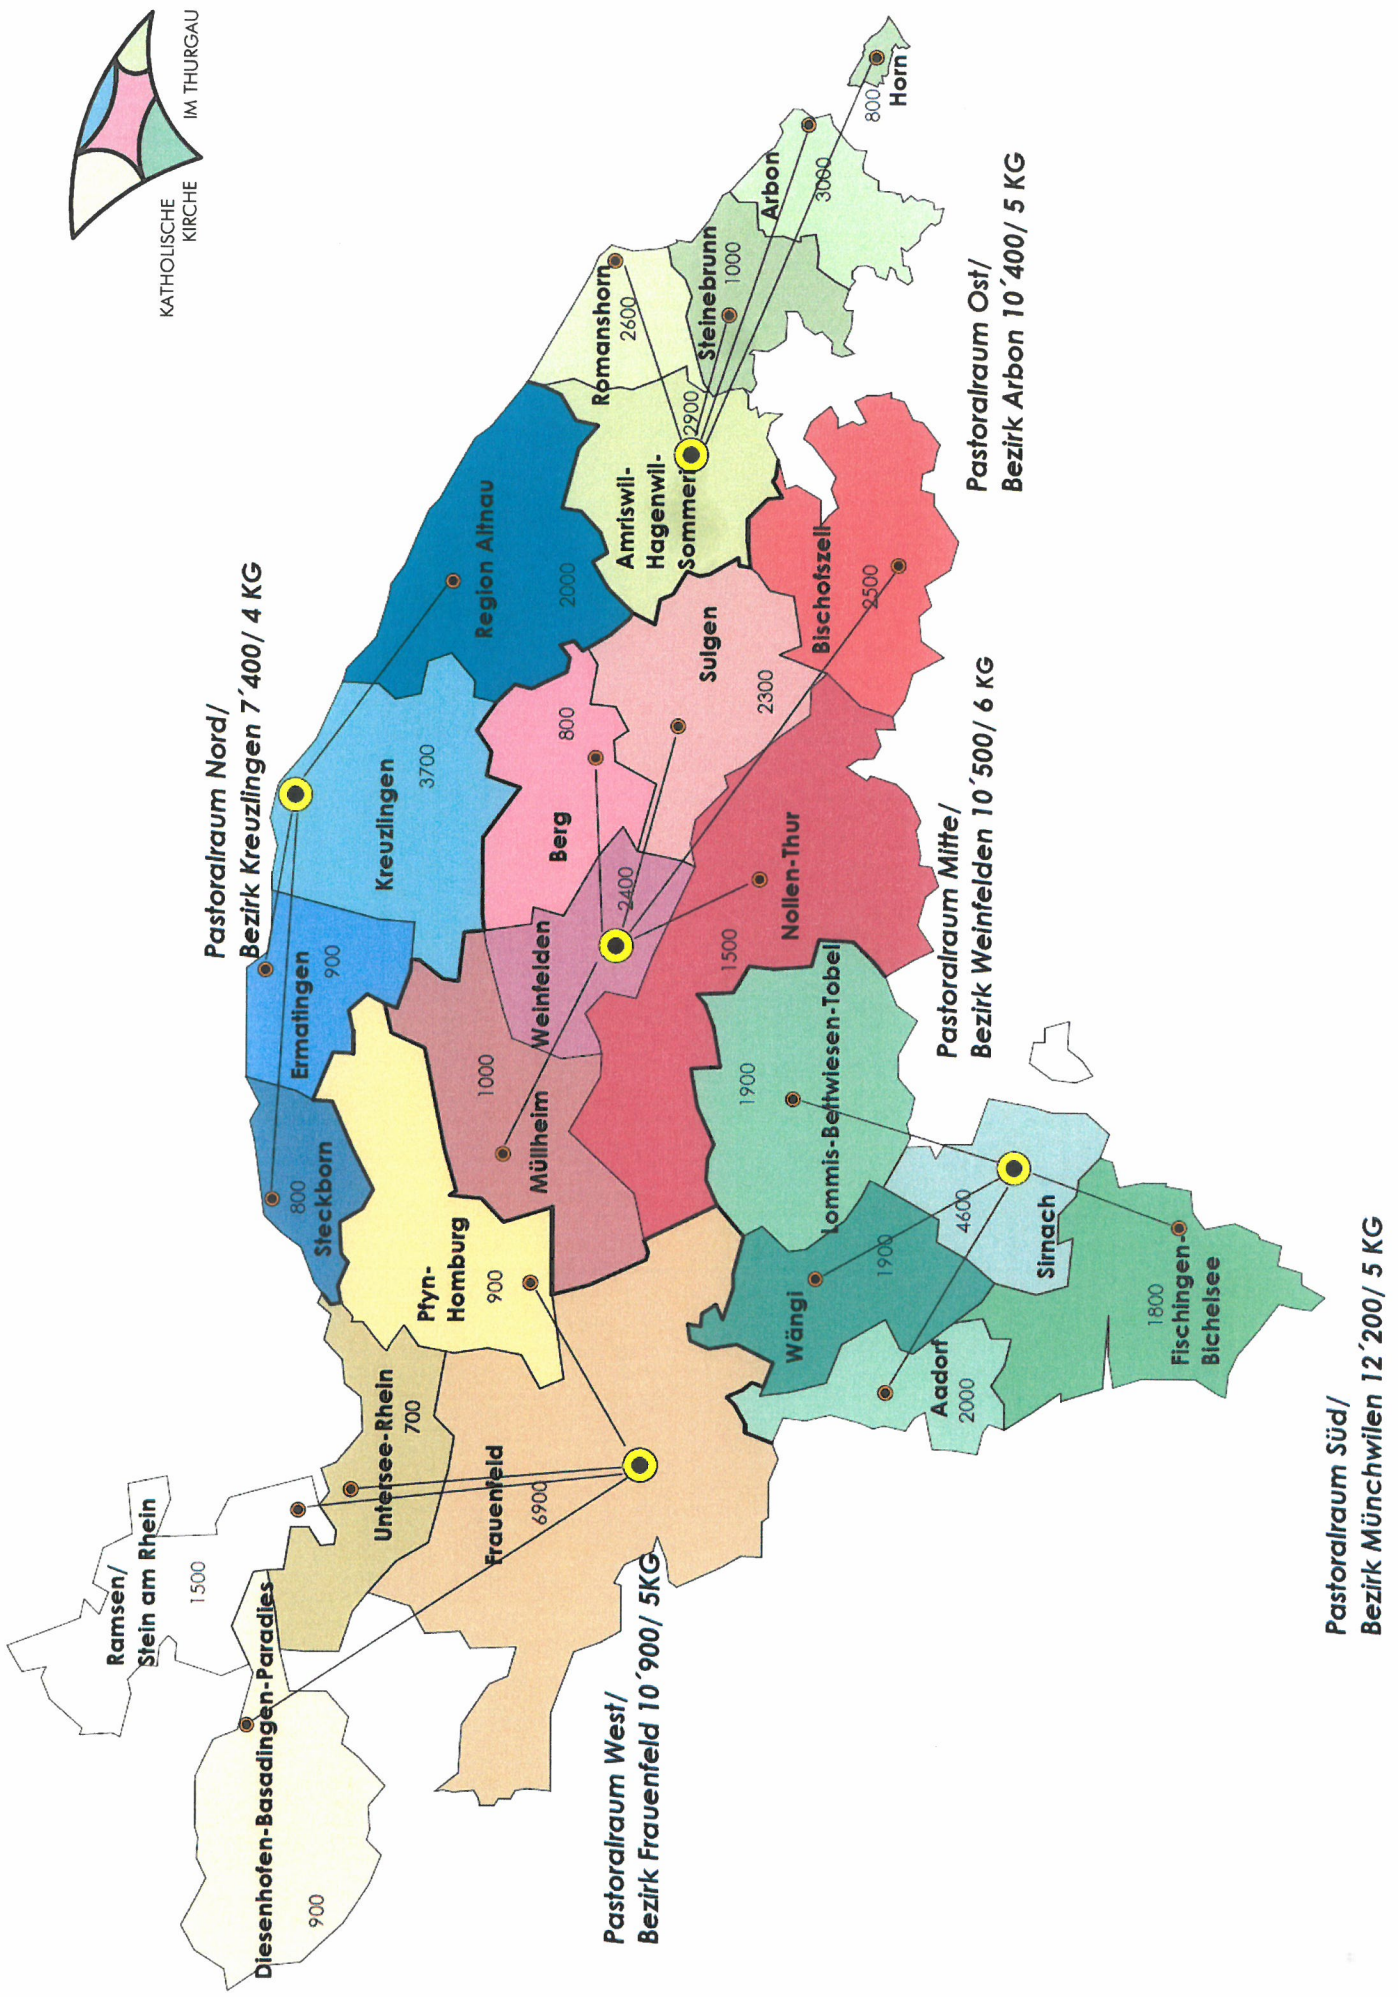 KATHOLISCHE
KIRCHE IM THURGAU
Pastoralraum Nord/
Bezirk Kreuzlingen 7´400/ 4 KG
Ramsen/
Stein am Rhein
1500
Diesenhofen-Basadingen-Paradies
900
Steckborn
800
Ermatingen
900
Kreuzlingen
3700
Region Altnau
2000
Untersee-Rhein
700
Pfyn-
Homburg
900
Frauenfeld
6900
Müllheim
1000
Weinfelden
2400
Berg
800
Sulgen
2300
Amriswil-
Hagenwil-
Sommeri
2900
Romanshorn
2600
Steinebrunn
1000
Arbon
3000
800
Horn
Bischofszell
2500
Nollen-Thur
1500
Lommis-Bettwiesen-Tobel
1900
Wängi
1900
Aadorf
2000
Sirnach
4600
Fischingen-
Bichelsee
1800
Pastoralraum West/
Bezirk Frauenfeld 10´900/ 5KG
Pastoralraum Mitte/
Bezirk Weinfelden 10´500/ 6 KG
Pastoralraum Ost/
Bezirk Arbon 10´400/ 5 KG
Pastoralraum Süd/
Bezirk Münchwilen 12´200/ 5 KG